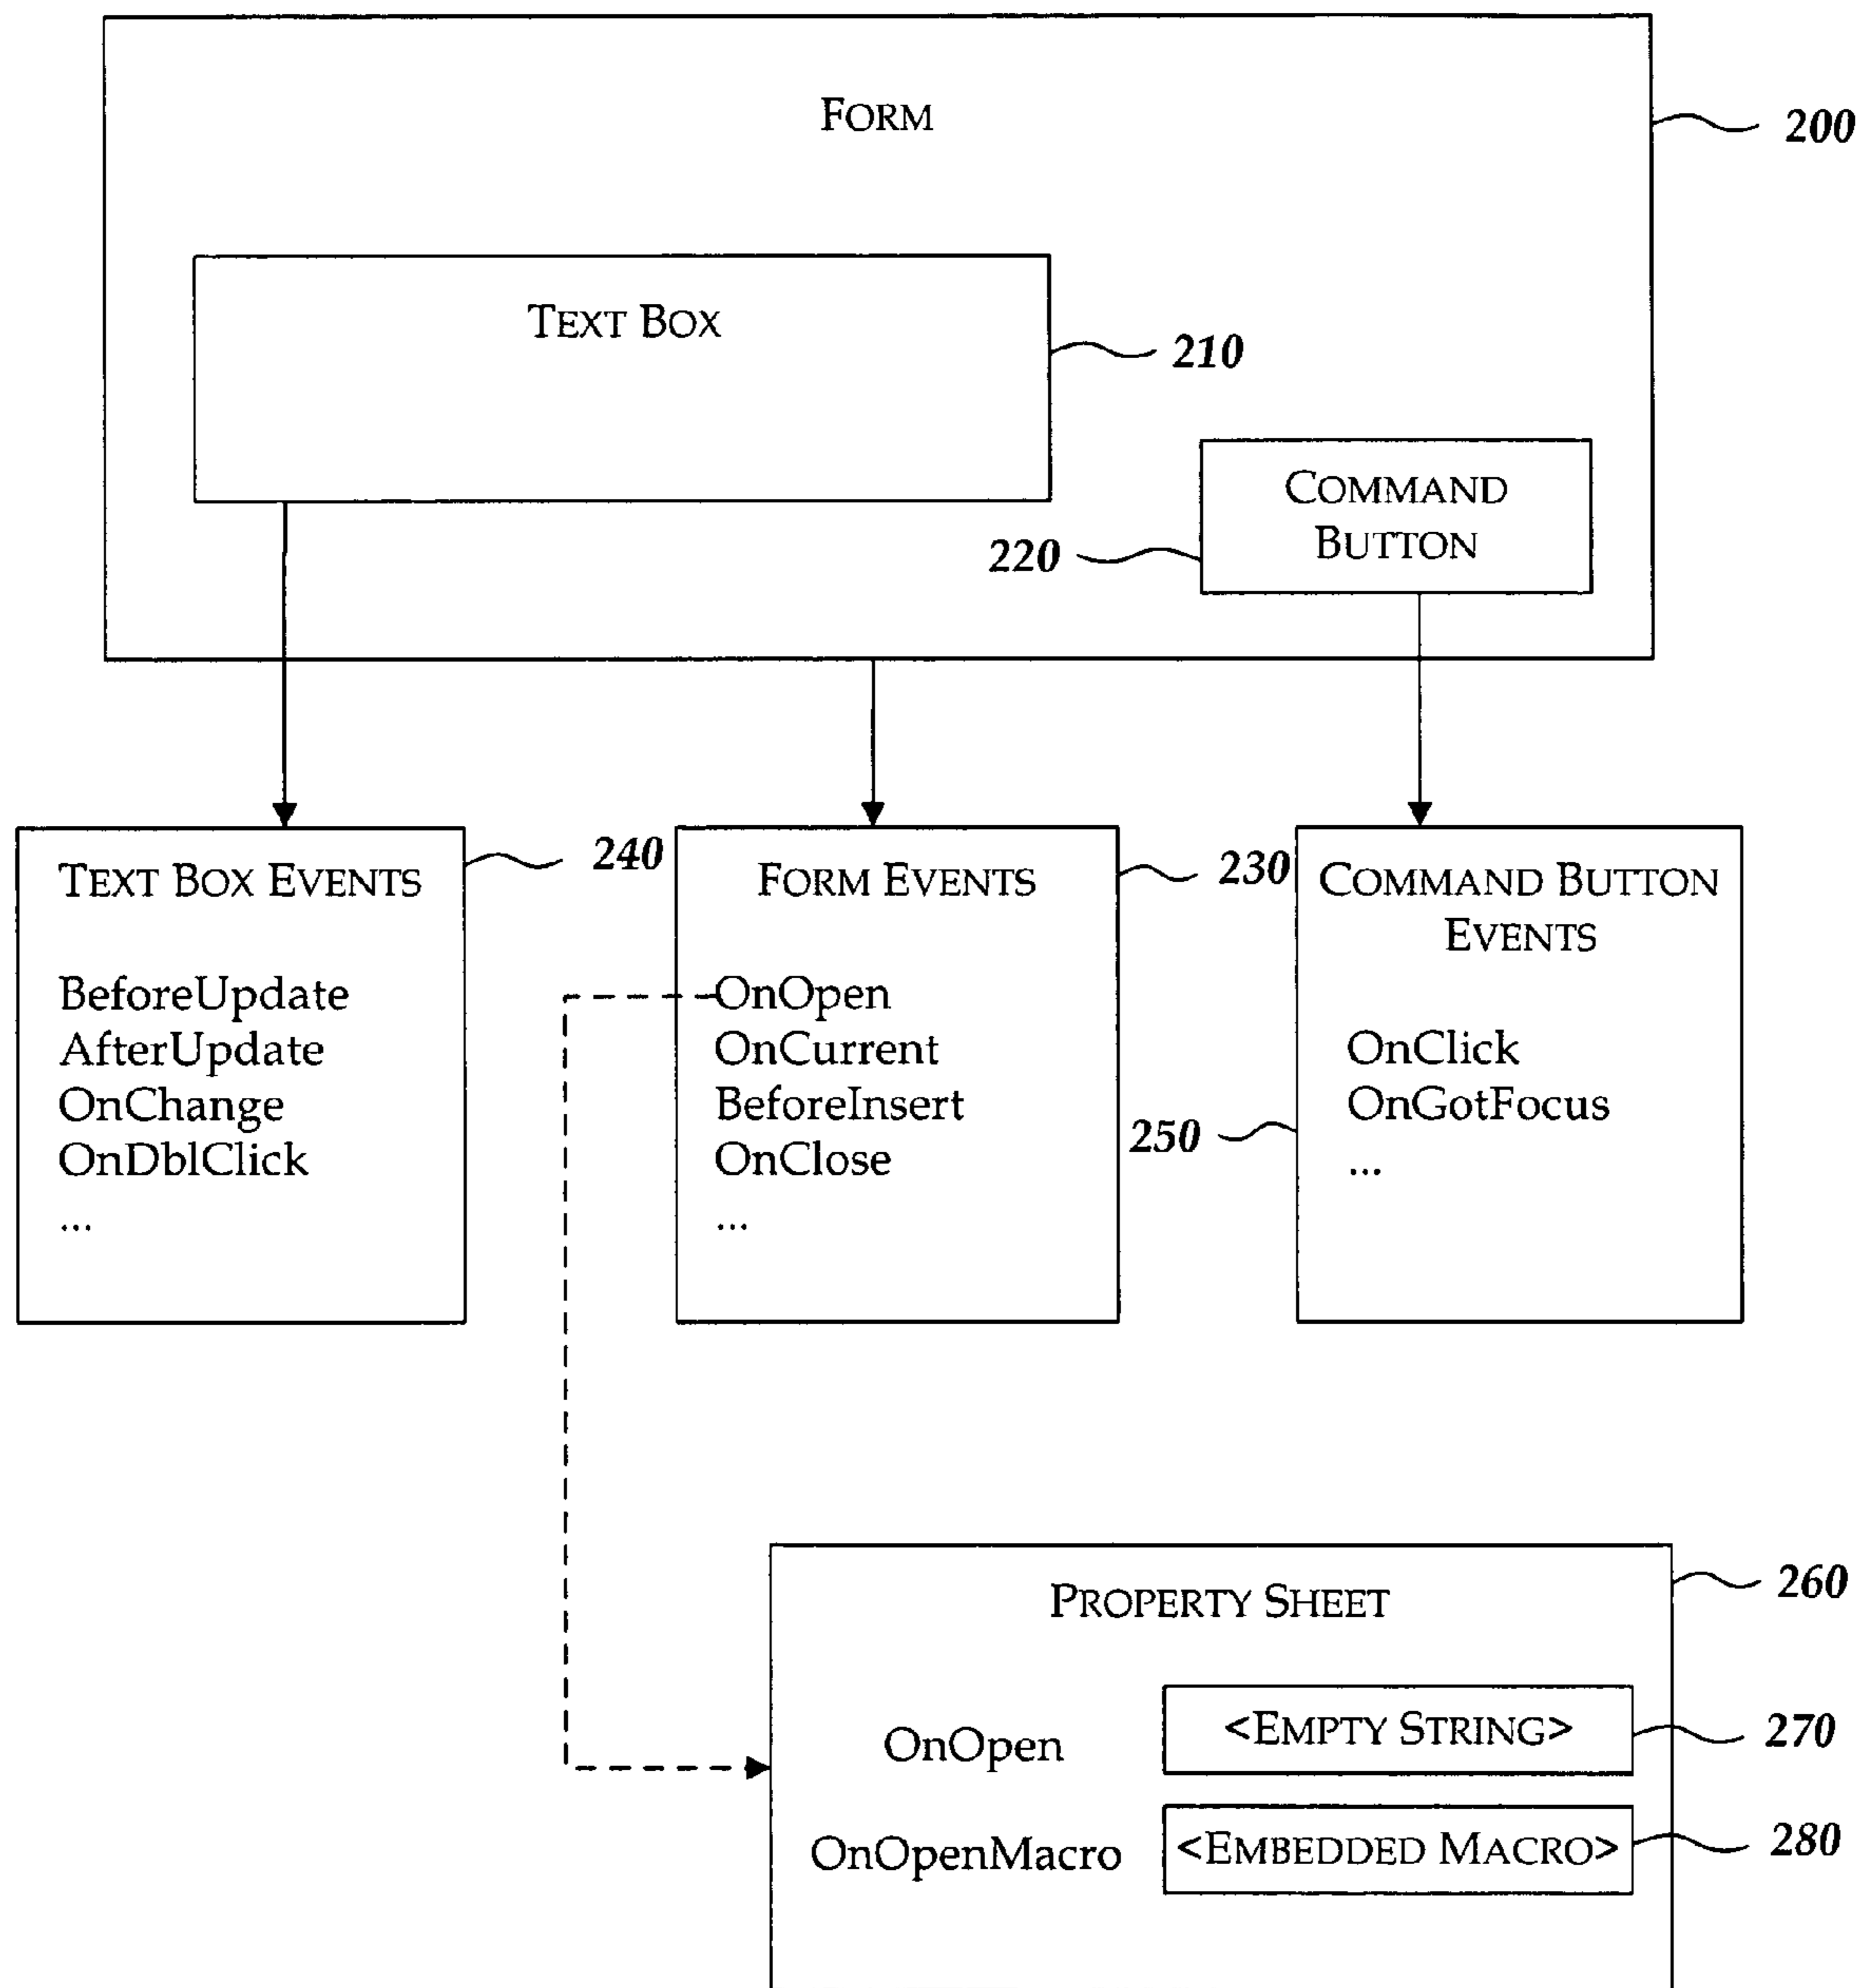 FORM
200
TEXT BOX
210
COMMAND
BUTTON
220
TEXT BOX EVENTS
240
BeforeUpdate
AfterUpdate
OnChange
OnDblClick
...
FORM EVENTS
230
OnOpen
OnCurrent
BeforeInsert
OnClose
...
COMMAND BUTTON
EVENTS
250
OnClick
OnGotFocus
...
PROPERTY SHEET
260
OnOpen
<EMPTY STRING>
270
OnOpenMacro
<EMBEDDED MACRO>
280